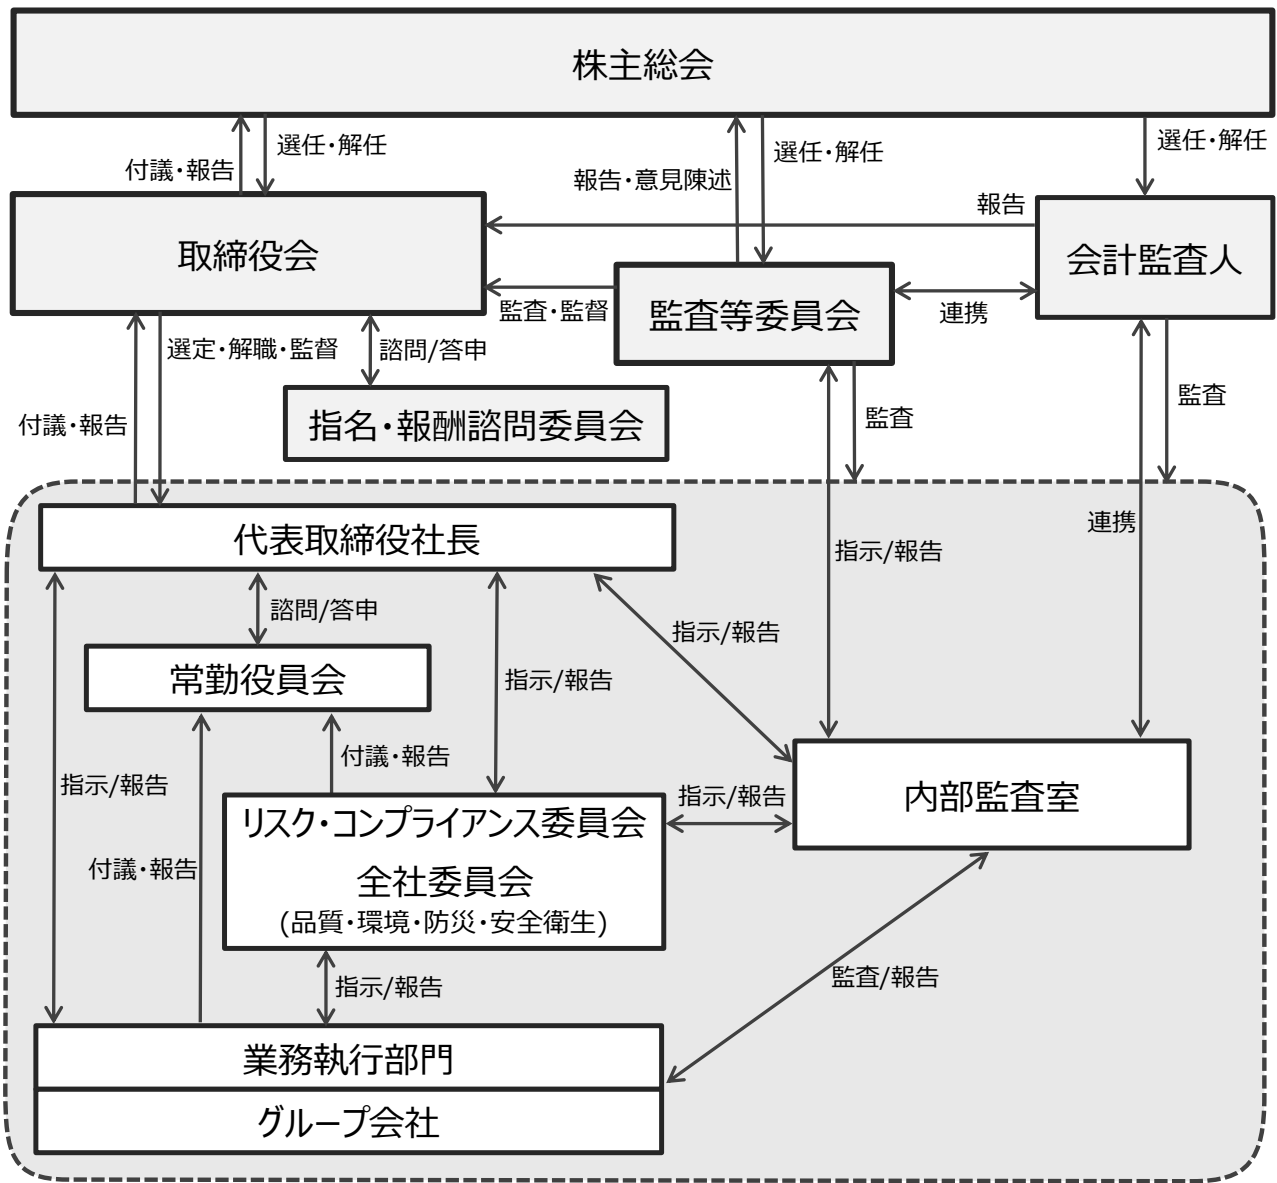 株主総会
選任・解任
付議・報告
選任・解任
報告・意見陳述
選任・解任
報告
取締役会
会計監査人
監査等委員会
監査・監督
連携
選定・解職・監督
諮問/答申
付議・報告
指名・報酬諮問委員会
監査
監査
代表取締役社長
連携
指示/報告
諮問/答申
指示/報告
常勤役員会
指示/報告
付議・報告
指示/報告
指示/報告
内部監査室
リスク・コンプライアンス委員会
付議・報告
全社委員会
(品質・環境・防災・安全衛生)
監査/報告
指示/報告
業務執行部門
グループ会社